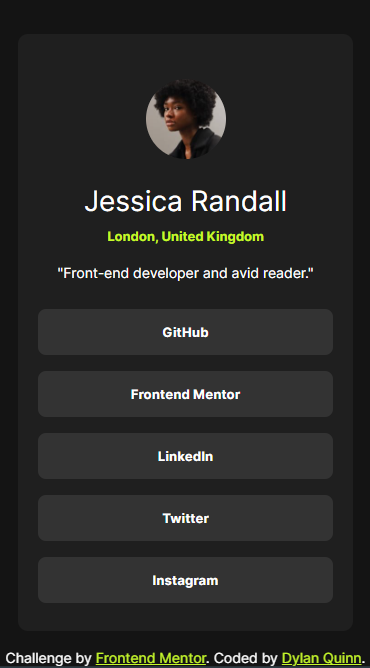 Jessica Randall
London, United Kingdom
"Front-end developer and avid reader."
GitHub
Frontend Mentor
LinkedIn
Twitter
Instagram
Challenge by Frontend Mentor. Coded by Dylan Quinn.